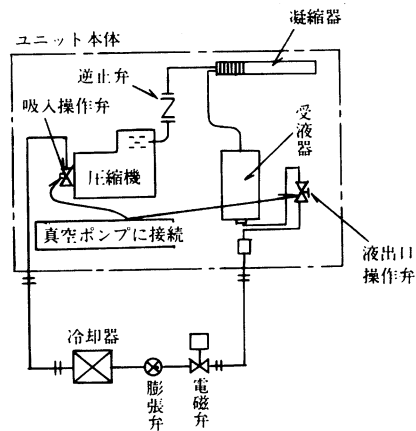 ユニット本体
凝縮器
逆止弁
吸入操作弁
受液器
圧縮機
真空ポンプに接続
液出口
操作弁
冷却器
膨張弁
電磁弁